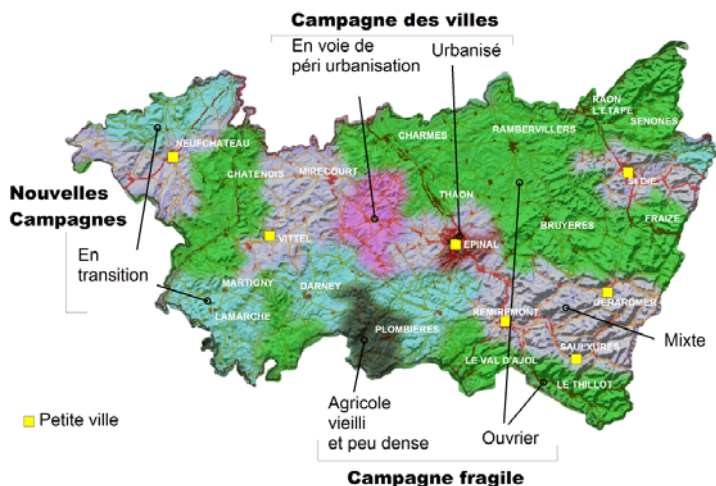 Campagne des villes
En voie de
péri urbanisation
Urbanisé
RAON
L'ETAPE
SENONES
CHARMES
RAMBERVILLERS
NEUFCHATEAU
CHATENOIS
MIRECOURT
ST DIE
Nouvelles
Campagnes
THAON
BRUYERES
FRAIZE
VITTEL
EPINAL
En
transition
MARTIGNY
DARNEY
GERARDMER
LAMARCHE
PLOMBIERES
REMIREMONT
Mixte
SAULXURES
LE VAL D'AJOL
LE THILLOT
Petite ville
Agricole
vieilli
et peu dense
Ouvrier
Campagne fragile